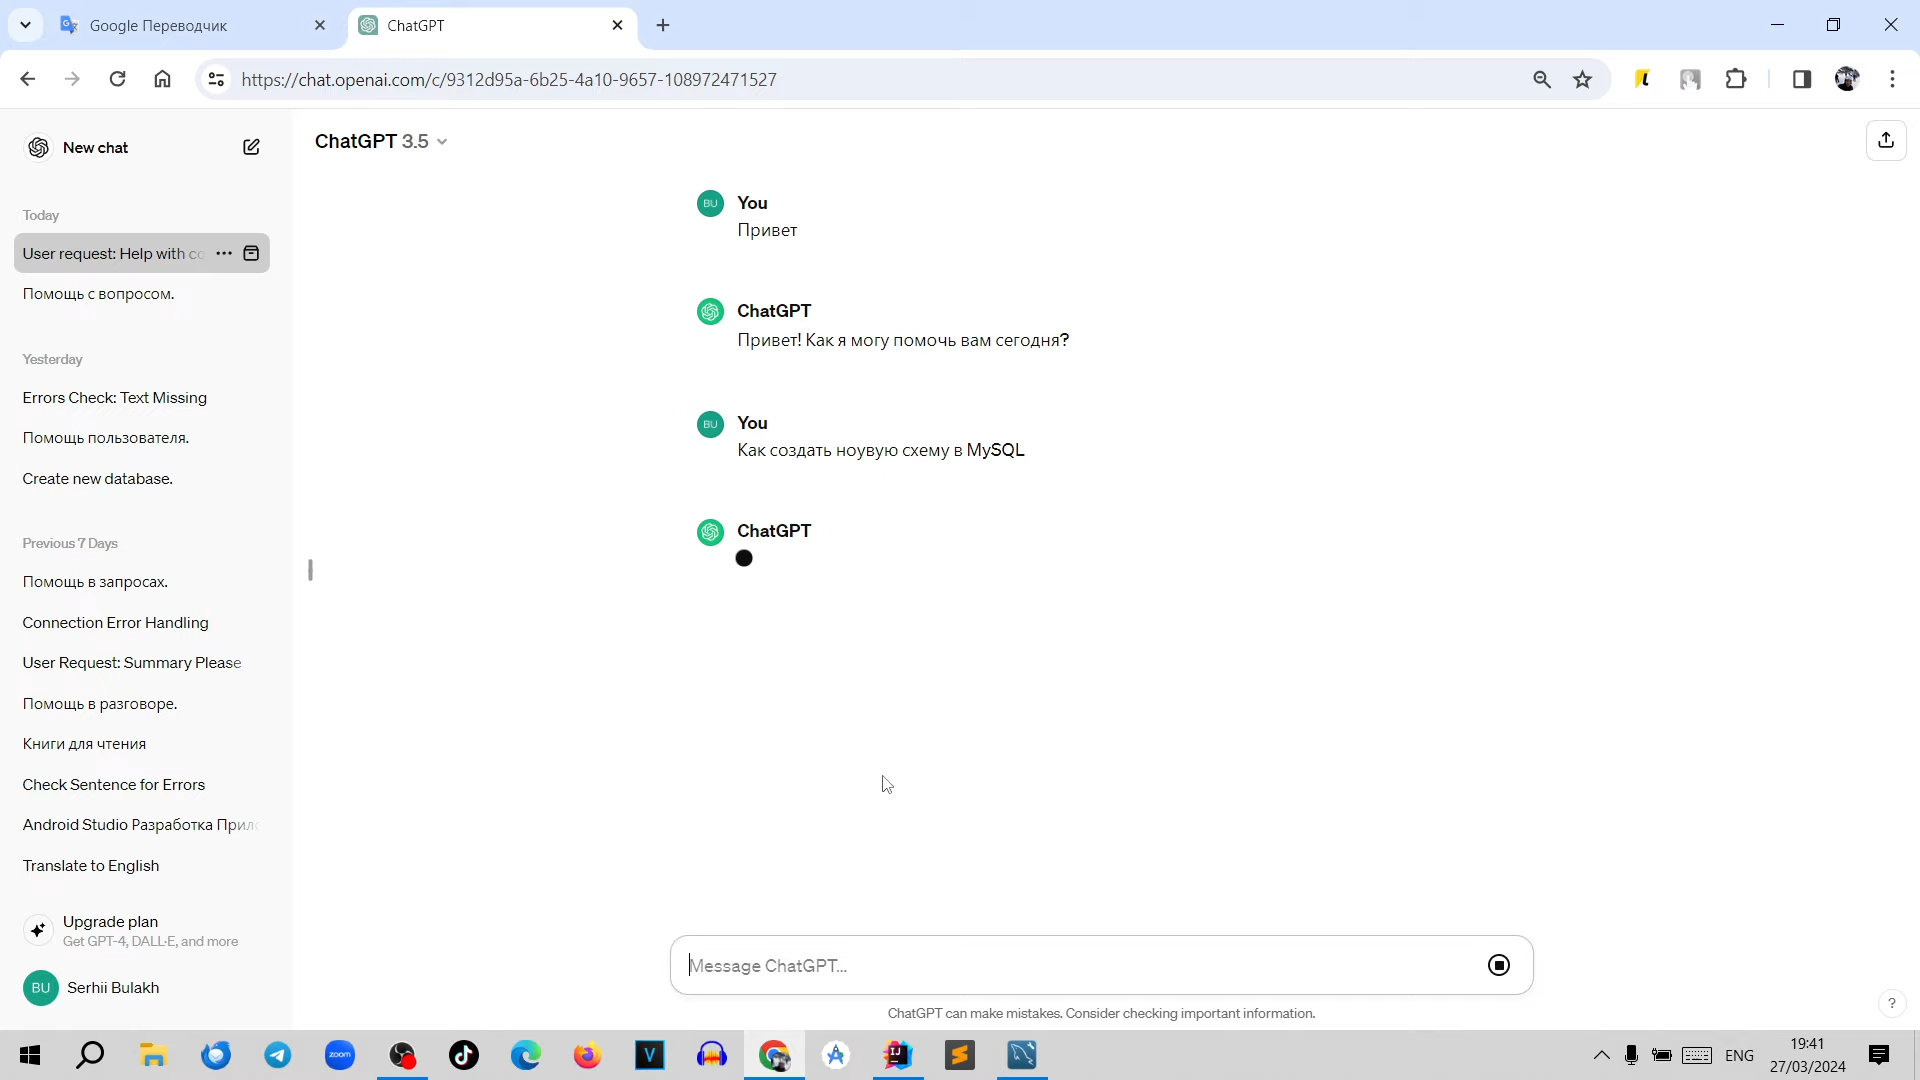 Google Переводчик
ChatGPT
https://chat.openai.com/c/9312d95a-6b25-4a10-9657-108972471527
New chat
ChatGPT 3.5
Today
User request: Help with co
Помощь с вопросом.
Yesterday
Errors Check: Text Missing
Помощь пользователя.
Create new database.
Previous 7 Days
Помощь в запросах.
Connection Error Handling
User Request: Summary Please
Помощь в разговоре.
Книги для чтения
Check Sentence for Errors
Android Studio Разработка Прил
Translate to English
Upgrade plan
Get GPT-4, DALL·E, and more
BU
Serhii Bulakh
BU
You
Привет
ChatGPT
Привет! Как я могу помочь вам сегодня?
BU
You
Как создать ноувую схему в MySQL
ChatGPT
Message ChatGPT...
ChatGPT can make mistakes. Consider checking important information.
?
zoom
V
IJ
ENG
19:41
27/03/2024